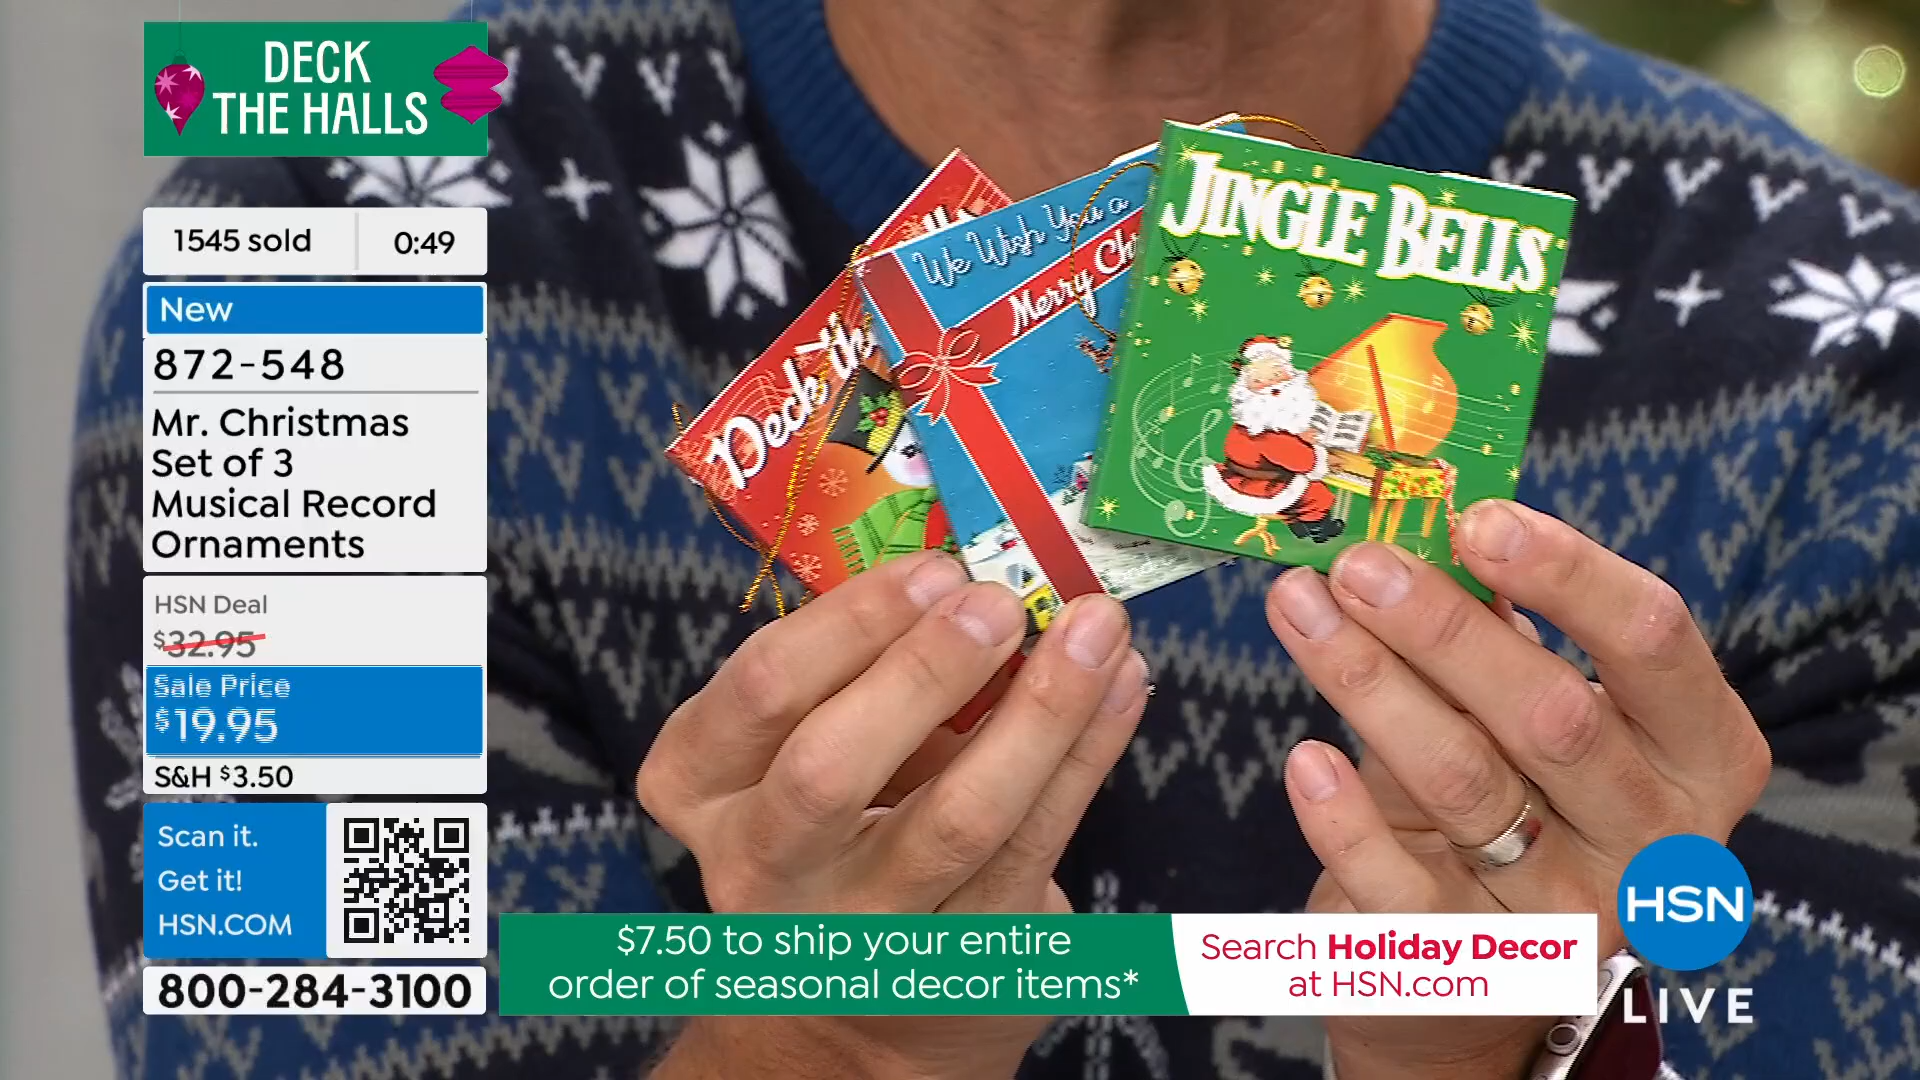 DECK
THE HALLS
1545 sold
0:49
New
872-548
Mr. Christmas
Set of 3
Musical Record
Ornaments
HSN Deal
$32.95
Sale Price
$19.95
S&H $3.50
Scan it.
Get it!
HSN.COM
800-284-3100
Deck the
We Wish You a
Merry Ch
JINGLE BELLS
$7.50 to ship your entire
order of seasonal decor items*
Search Holiday Decor
at HSN.com
HSN
LIVE